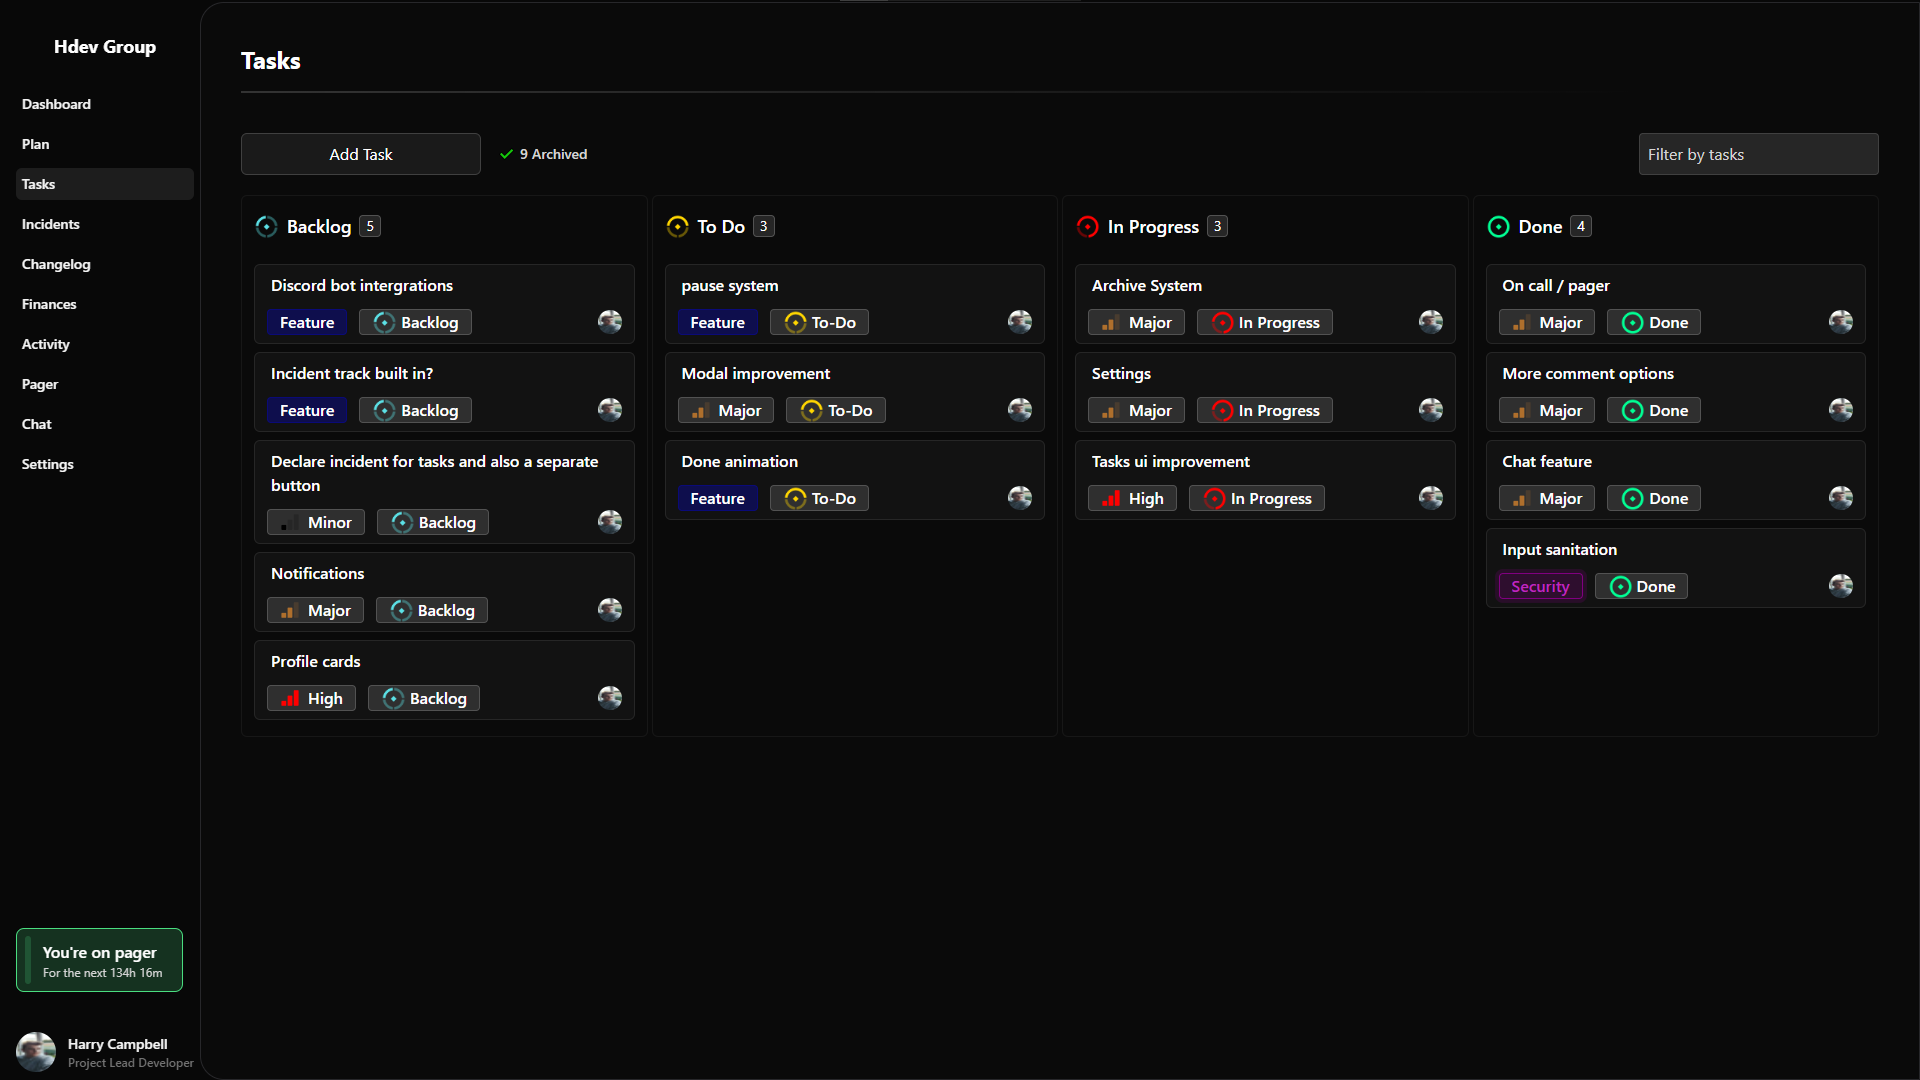 Hdev Group
Dashboard
Plan
Tasks
Incidents
Changelog
Finances
Activity
Pager
Chat
Settings
You're on pager
For the next 134h 16m
Harry Campbell
Project Lead Developer
Tasks
Add Task
9 Archived
Filter by tasks
Backlog 5
Discord bot intergrations
Feature Backlog
Incident track built in?
Feature Backlog
Declare incident for tasks and also a separate
button
Minor Backlog
Notifications
Major Backlog
Profile cards
High Backlog
To Do 3
pause system
Feature To-Do
Modal improvement
Major To-Do
Done animation
Feature To-Do
In Progress 3
Archive System
Major In Progress
Settings
Major In Progress
Tasks ui improvement
High In Progress
Done 4
On call / pager
Major Done
More comment options
Major Done
Chat feature
Major Done
Input sanitation
Security Done